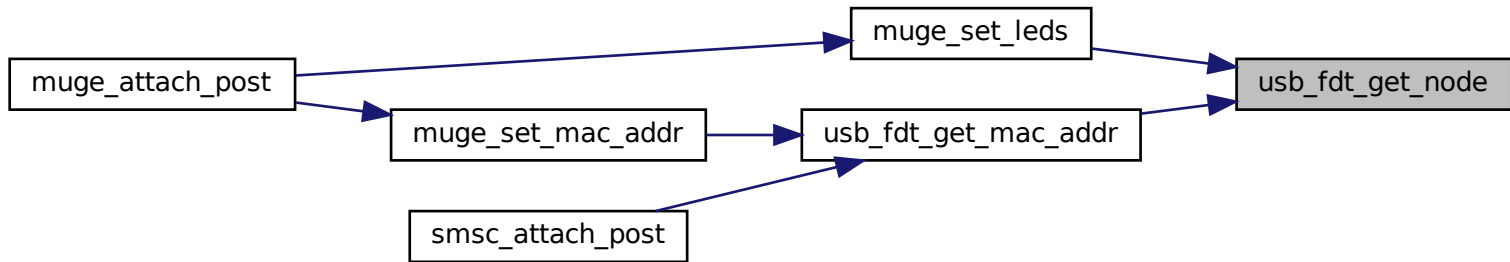 muge_set_leds
muge_attach_post
usb_fdt_get_node
muge_set_mac_addr
usb_fdt_get_mac_addr
smsc_attach_post